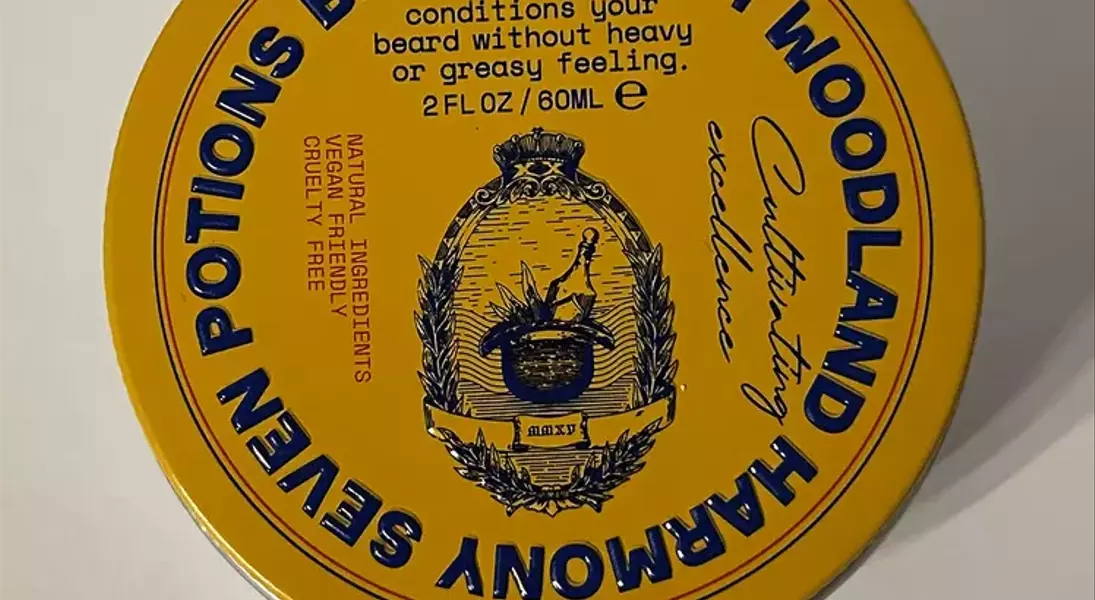 conditions your
beard without heavy
or greasy feeling.
2 FL OZ / 60ML ℮
NATURAL INGREDIENTS
VEGAN FRIENDLY
CRUELTY FREE
Cultivating
excellence
XX
MMXV
SEVEN POTIONS
WOODLAND HARMONY